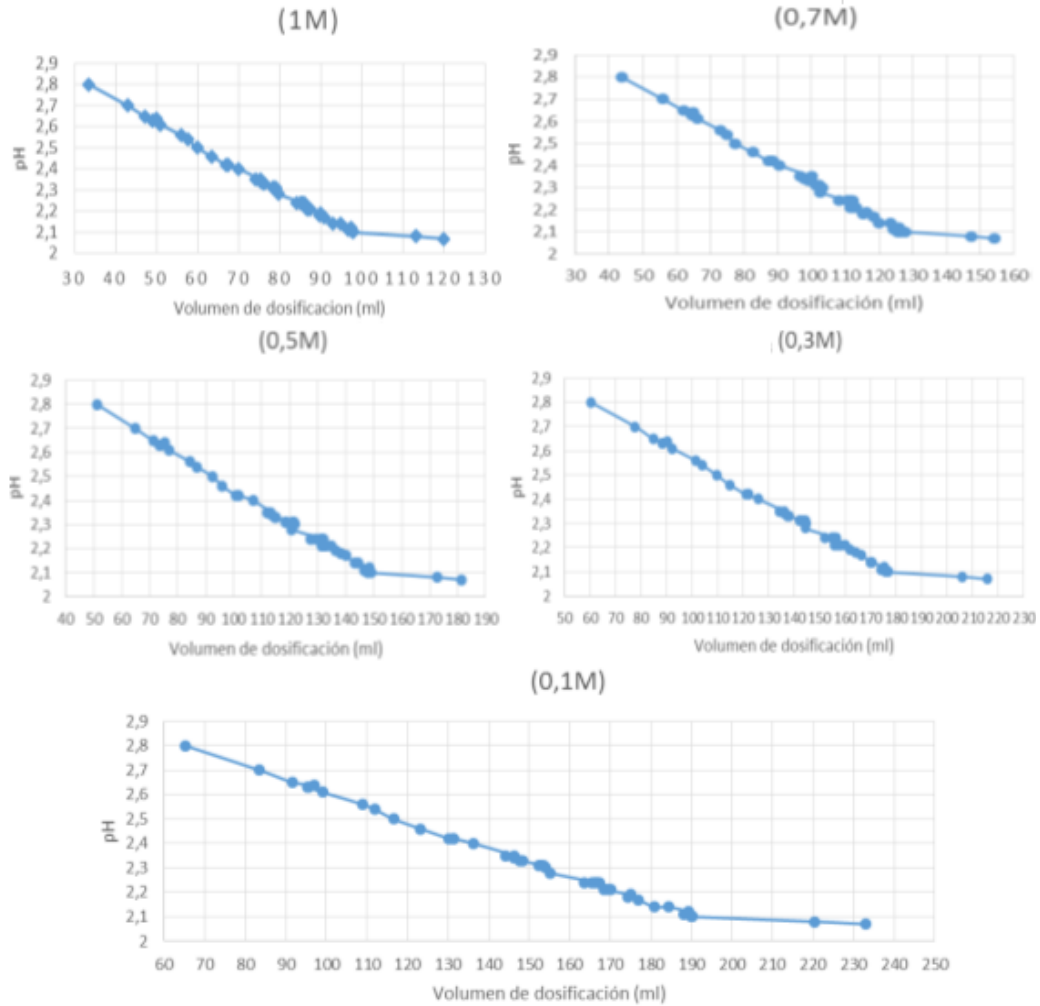 (1M)
2,9
2,8
2,7
2,6
2,5
2,4
2,3
2,2
2,1
2
pH
30 40 50 60 70 80 90 100 110 120 130
Volumen de dosificacion (ml)
(0,7M)
2,9
2,8
2,7
2,6
2,5
2,4
2,3
2,2
2,1
2
pH
30 40 50 60 70 80 90 100 110 120 130 140 150 160
Volumen de dosificación (ml)
(0,5M)
2,9
2,8
2,7
2,6
2,5
2,4
2,3
2,2
2,1
2
pH
40 50 60 70 80 90 100 110 120 130 140 150 160 170 180 190
Volumen de dosificación (ml)
(0,3M)
2,9
2,8
2,7
2,6
2,5
2,4
2,3
2,2
2,1
2
pH
50 60 70 80 90 100 110 120 130 140 150 160 170 180 190 200 210 220 230
Volumen de dosificación (ml)
(0,1M)
2,9
2,8
2,7
2,6
2,5
2,4
2,3
2,2
2,1
2
pH
60 70 80 90 100 110 120 130 140 150 160 170 180 190 200 210 220 230 240 250
Volumen de dosificación (ml)